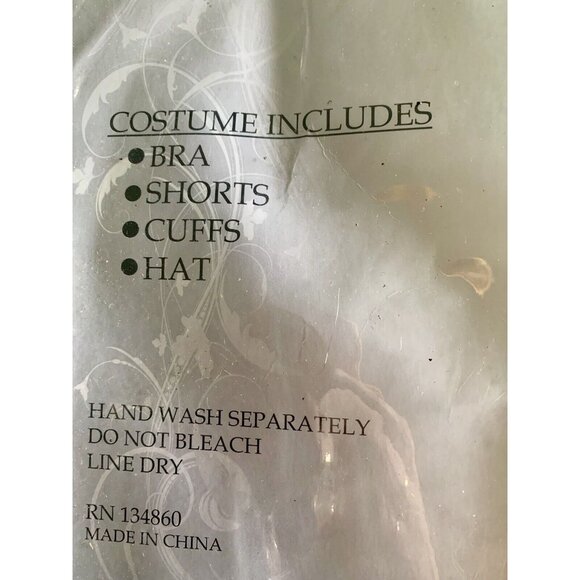 COSTUME INCLUDES
● BRA
● SHORTS
● CUFFS
● HAT
HAND WASH SEPARATELY
DO NOT BLEACH
LINE DRY
RN 134860
MADE IN CHINA